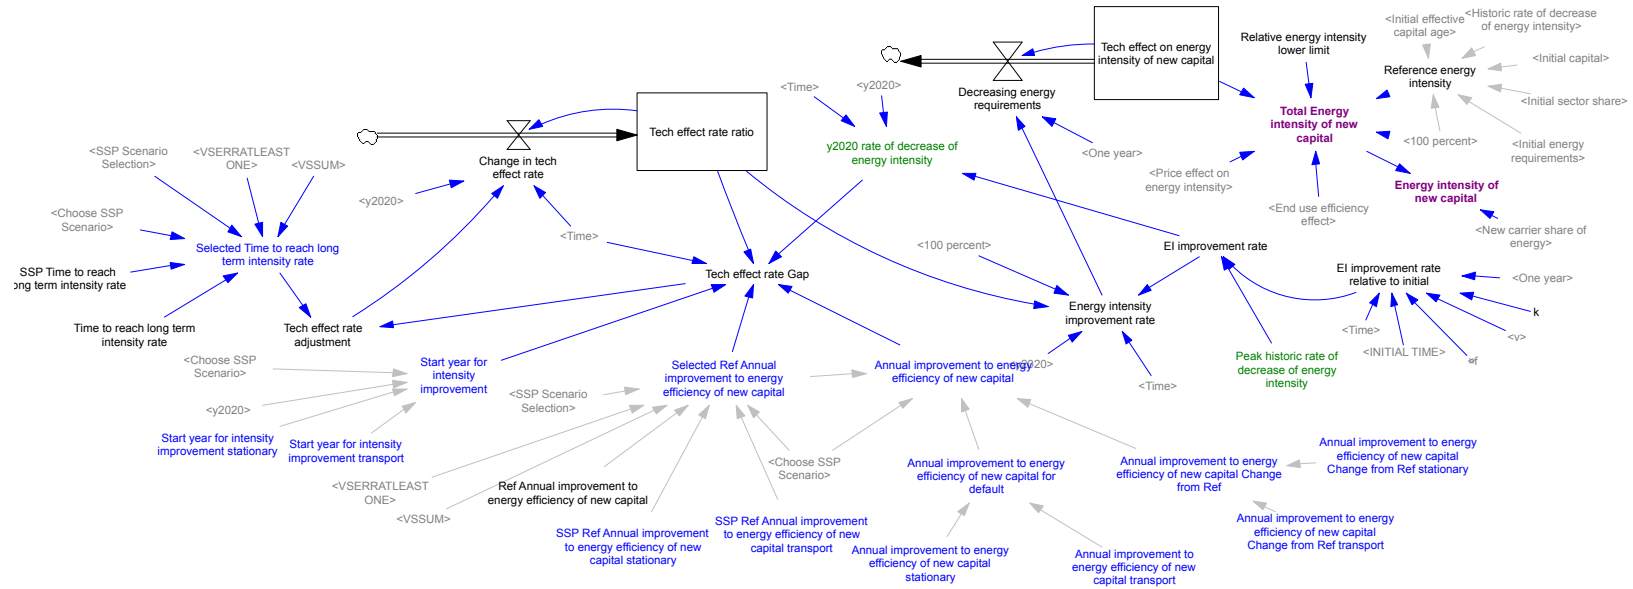 <Initial effective
capital age>
<Historic rate of decrease
of energy intensity>
Tech effect on energy
intensity of new capital
Relative energy intensity
lower limit
<Initial capital>
Reference energy
intensity
<Time>
<y2020>
Decreasing energy
requirements
<Initial sector share>
Tech effect rate ratio
Total Energy
intensity of new
capital
<100 percent>
<Initial energy
requirements>
<SSP Scenario
Selection>
<VSERRATLEAST
ONE>
<VSSUM>
Change in tech
effect rate
y2020 rate of decrease of
energy intensity
<One year>
<Price effect on
energy intensity>
Energy intensity of
new capital
<y2020>
<Choose SSP
Scenario>
<End use efficiency
effect>
<New carrier share of
energy>
<Time>
<100 percent>
EI improvement rate
Selected Time to reach long
term intensity rate
SSP Time to reach
ong term intensity rate
Tech effect rate Gap
EI improvement rate
relative to initial
<One year>
Energy intensity
improvement rate
k
Time to reach long term
intensity rate
Tech effect rate
adjustment
<Time>
<v>
<INITIAL TIME>
<Choose SSP
Scenario>
Start year for
intensity
improvement
Selected Ref Annual
improvement to energy
efficiency of new capital
Annual improvement to energy
efficiency of new capital
<y2020>
Peak historic rate of
decrease of energy
intensity
<Time>
<SSP Scenario
Selection>
<y2020>
Start year for intensity
improvement stationary
Start year for intensity
improvement transport
<Choose SSP
Scenario>
Annual improvement to energy
efficiency of new capital for
default
Annual improvement to energy
efficiency of new capital Change
from Ref
Annual improvement to energy
efficiency of new capital
Change from Ref stationary
<VSERRATLEAST
ONE>
Ref Annual improvement to
energy efficiency of new capital
<VSSUM>
SSP Ref Annual improvement
to energy efficiency of new
capital stationary
SSP Ref Annual improvement
to energy efficiency of new
capital transport
Annual improvement to energy
efficiency of new capital
Change from Ref transport
Annual improvement to energy
efficiency of new capital
stationary
Annual improvement to
energy efficiency of new
capital transport